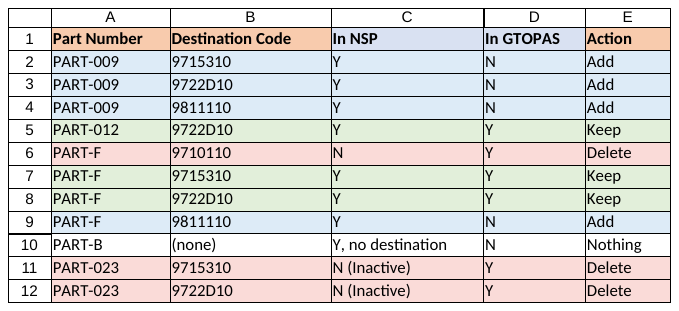 A B C D E
1 Part Number Destination Code In NSP In GTOPAS Action
2 PART-009 9715310 Y N Add
3 PART-009 9722D10 Y N Add
4 PART-009 9811110 Y N Add
5 PART-012 9722D10 Y Y Keep
6 PART-F 9710110 N Y Delete
7 PART-F 9715310 Y Y Keep
8 PART-F 9722D10 Y Y Keep
9 PART-F 9811110 Y N Add
10 PART-B (none) Y, no destination N Nothing
11 PART-023 9715310 N (Inactive) Y Delete
12 PART-023 9722D10 N (Inactive) Y Delete